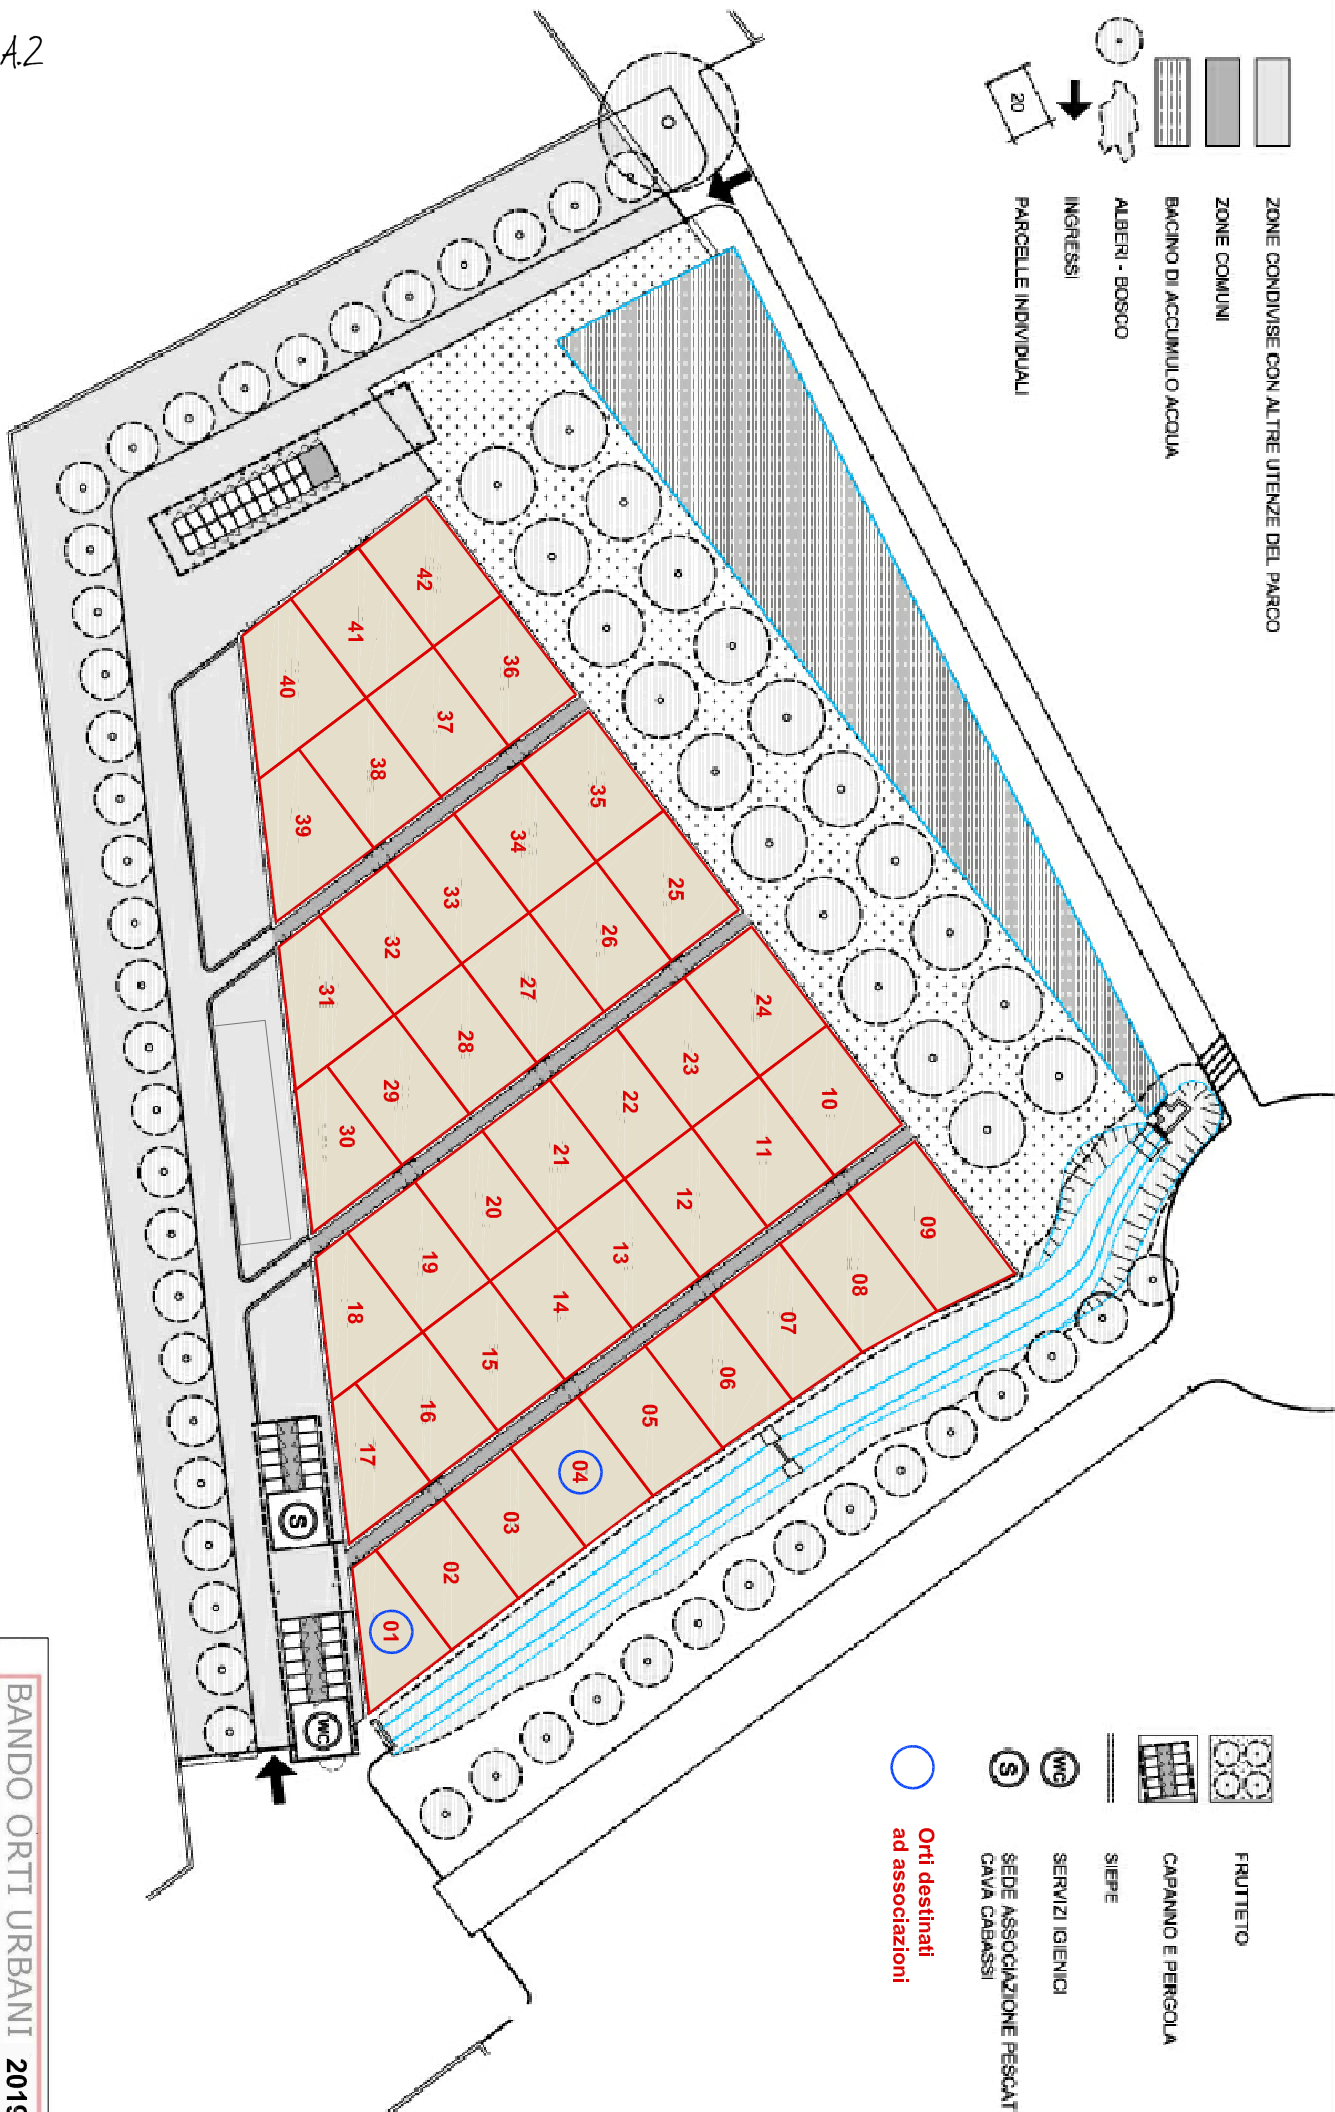 A.2
20
ZONE CONDIVISE CON ALTRE UTENZE DEL PARCO
ZONE COMUNI
BACINO DI ACCUMULO ACQUA
ALBERI - BOSCO
INGRESSI
PARCELLE INDIVIDUALI
42
41
40
36
37
38
39
35
34
33
32
31
25
26
27
28
29
30
24
23
22
21
20
19
18
10
11
12
13
14
15
16
17
09
08
07
06
05
04
03
02
01
S
WC
FRUTTETO
CAPANNO E PERGOLA
SIEPE
WC
SERVIZI IGIENICI
S
SEDE ASSOCIAZIONE PESCAT
CAVA CABASSI
Orti destinati
ad associazioni
BANDO ORTI URBANI 2019